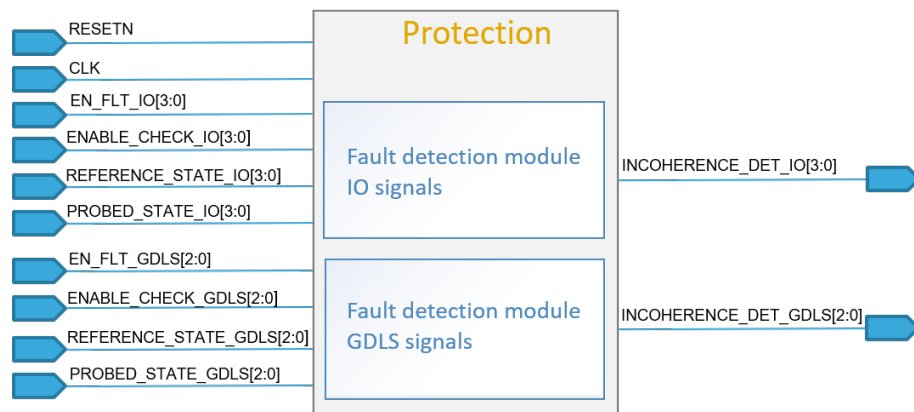 RESETN
CLK
EN_FLT_IO[3:0]
ENABLE_CHECK_IO[3:0]
REFERENCE_STATE_IO[3:0]
PROBED_STATE_IO[3:0]
EN_FLT_GDLS[2:0]
ENABLE_CHECK_GDLS[2:0]
REFERENCE_STATE_GDLS[2:0]
PROBED_STATE_GDLS[2:0]
Protection
Fault detection module
IO signals
Fault detection module
GDLS signals
INCOHERENCE_DET_IO[3:0]
INCOHERENCE_DET_GDLS[2:0]